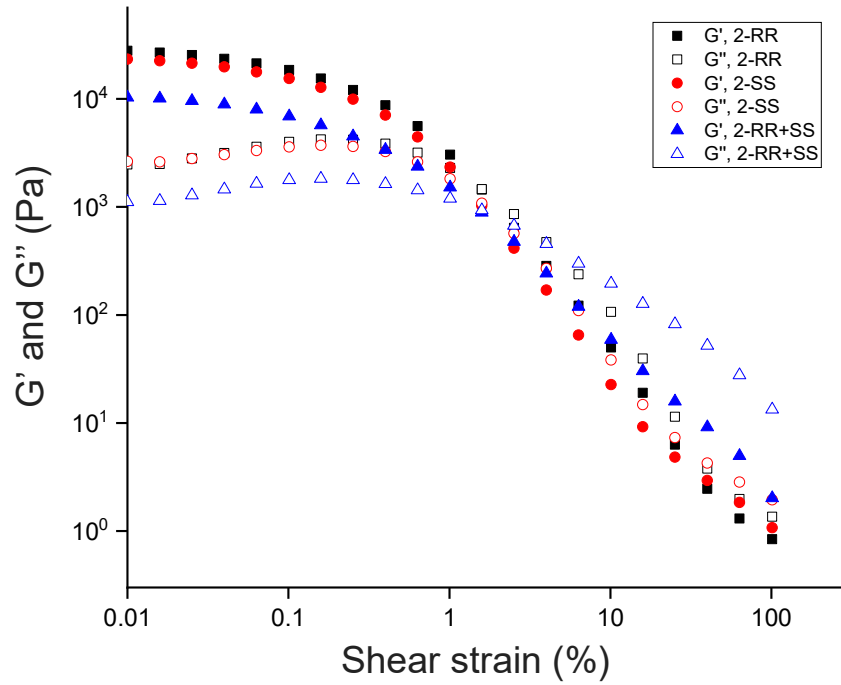 G', 2-RR
G'', 2-RR
G', 2-SS
G'', 2-SS
G', 2-RR+SS
G'', 2-RR+SS
10⁴
10³
10²
10¹
10⁰
G' and G'' (Pa)
0.01
0.1
1
10
100
Shear strain (%)